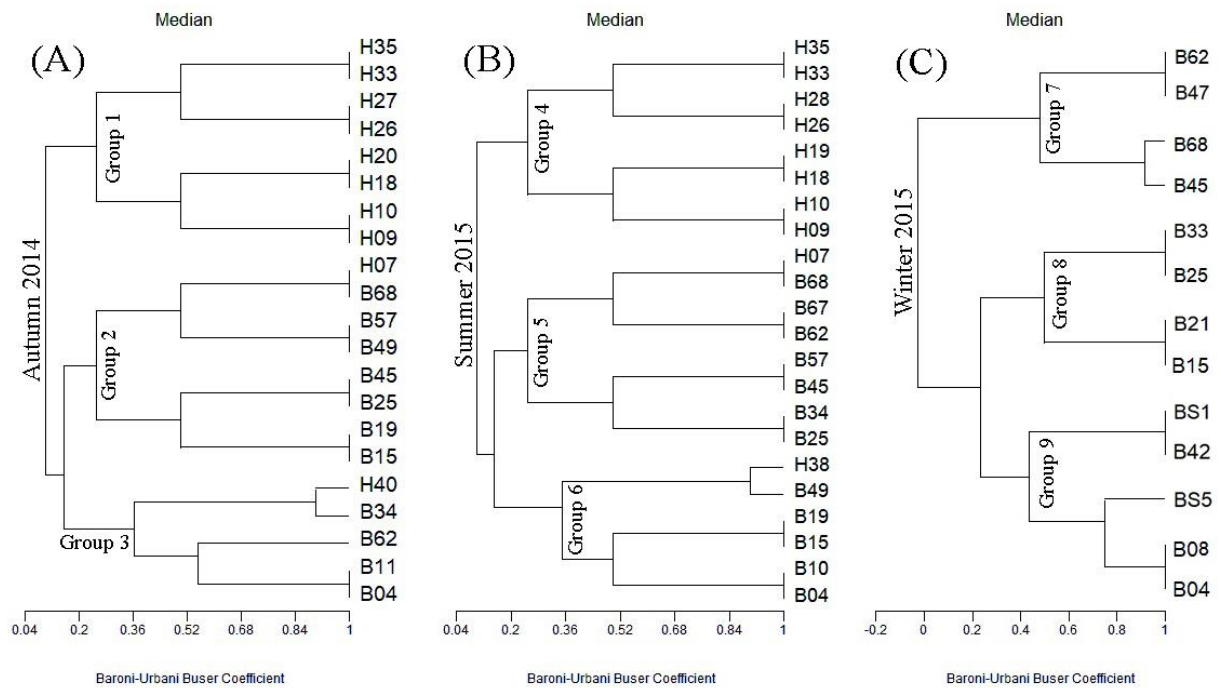 Median
(A)
Autumn 2014
Group 1
Group 2
Group 3
H35
H33
H27
H26
H20
H18
H10
H09
H07
B68
B57
B49
B45
B25
B19
B15
H40
B34
B62
B11
B04
0.04 0.2 0.36 0.52 0.68 0.84 1
Baroni-Urbani Buser Coefficient
Median
(B)
Summer 2015
Group 4
Group 5
Group 6
H35
H33
H28
H26
H19
H18
H10
H09
H07
B68
B67
B62
B57
B45
B34
B25
H38
B49
B19
B15
B10
B04
0.04 0.2 0.36 0.52 0.68 0.84 1
Baroni-Urbani Buser Coefficient
Median
(C)
Winter 2015
Group 7
Group 8
Group 9
B62
B47
B68
B45
B33
B25
B21
B15
BS1
B42
BS5
B08
B04
-0.2 0 0.2 0.4 0.6 0.8 1
Baroni-Urbani Buser Coefficient